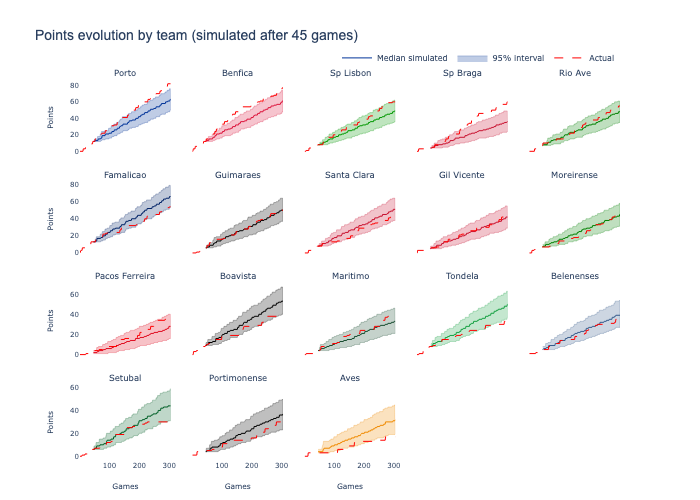 Points evolution by team (simulated after 45 games)
Median simulated 95% interval Actual
Porto Benfica Sp Lisbon Sp Braga Rio Ave
80
60
40
20
0
Points
Famalicao Guimaraes Santa Clara Gil Vicente Moreirense
80
60
40
20
0
Points
Pacos Ferreira Boavista Maritimo Tondela Belenenses
60
40
20
0
Points
Setubal Portimonense Aves
60
40
20
0
Points
100 200 300 100 200 300 100 200 300
Games Games Games